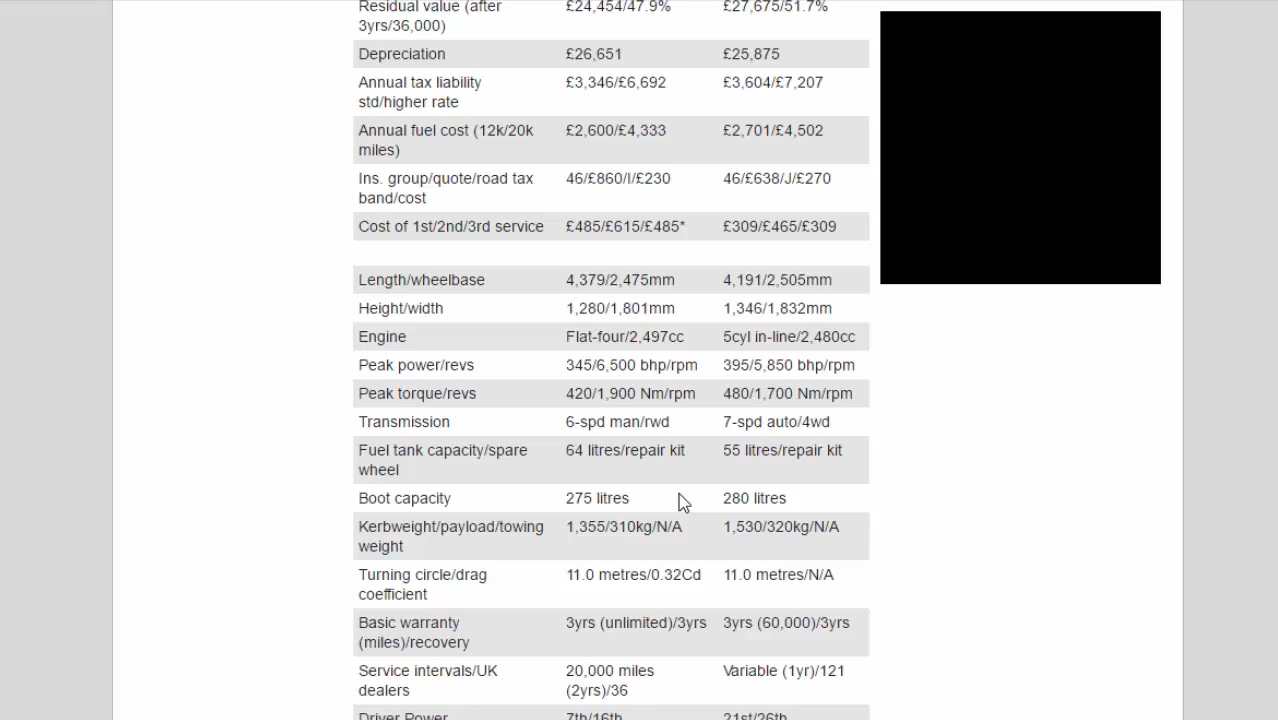 Residual value (after £24,454/47.9% £27,675/51.7%
3yrs/36,000)
Depreciation £26,651 £25,875
Annual tax liability £3,346/£6,692 £3,604/£7,207
std/higher rate
Annual fuel cost (12k/20k £2,600/£4,333 £2,701/£4,502
miles)
Ins. group/quote/road tax 46/£860/I/£230 46/£638/J/£270
band/cost
Cost of 1st/2nd/3rd service £485/£615/£485* £309/£465/£309
Length/wheelbase 4,379/2,475mm 4,191/2,505mm
Height/width 1,280/1,801mm 1,346/1,832mm
Engine Flat-four/2,497cc 5cyl in-line/2,480cc
Peak power/revs 345/6,500 bhp/rpm 395/5,850 bhp/rpm
Peak torque/revs 420/1,900 Nm/rpm 480/1,700 Nm/rpm
Transmission 6-spd man/rwd 7-spd auto/4wd
Fuel tank capacity/spare 64 litres/repair kit 55 litres/repair kit
wheel
Boot capacity 275 litres 280 litres
Kerbweight/payload/towing 1,355/310kg/N/A 1,530/320kg/N/A
weight
Turning circle/drag 11.0 metres/0.32Cd 11.0 metres/N/A
coefficient
Basic warranty 3yrs (unlimited)/3yrs 3yrs (60,000)/3yrs
(miles)/recovery
Service intervals/UK 20,000 miles Variable (1yr)/121
dealers (2yrs)/36
Driver Power 7th/16th 21st/26th